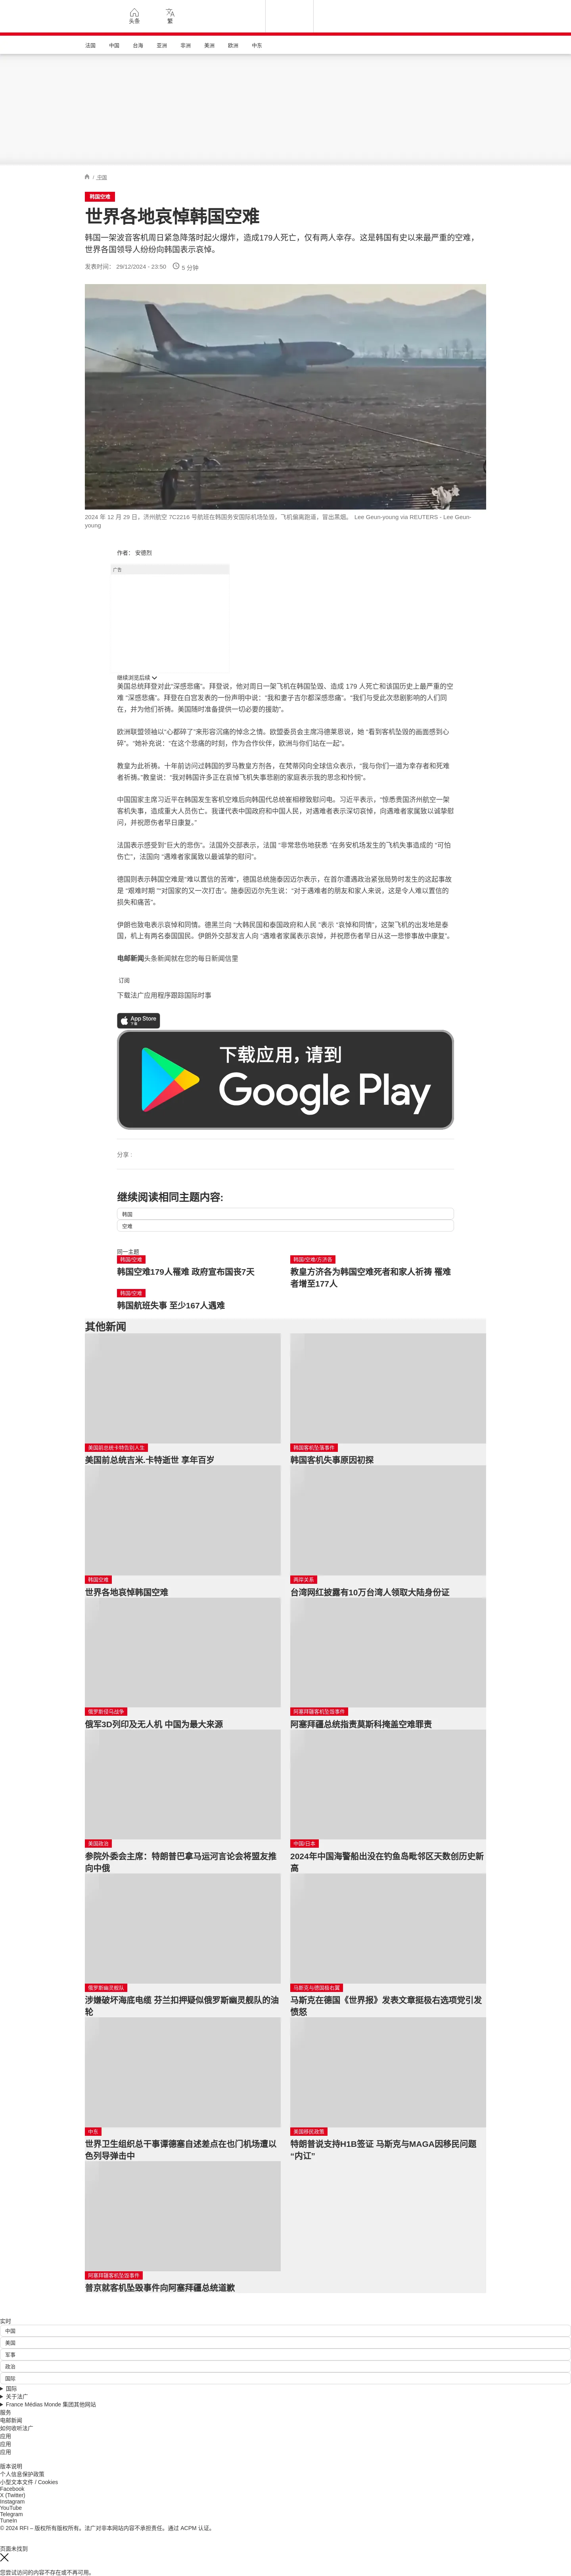 头条
繁
法国 中国 台海 亚洲 非洲 美洲 欧洲 中东
/ 中国
韩国空难
世界各地哀悼韩国空难
韩国一架波音客机周日紧急降落时起火爆炸，造成179人死亡，仅有两人幸存。这是韩国有史以来最严重的空难，
世界各国领导人纷纷向韩国表示哀悼。
发表时间： 29/12/2024 - 23:50 5 分钟
2024 年 12 月 29 日，济州航空 7C2216 号航班在韩国务安国际机场坠毁，飞机偏离跑道，冒出黑烟。 Lee Geun-young via REUTERS - Lee Geun-
young
作者： 安德烈
广告
继续浏览后续
美国总统拜登对此“深感悲痛”。拜登说，他对周日一架飞机在韩国坠毁、造成 179 人死亡和该国历史上最严重的空
难 “深感悲痛”。拜登在白宫发表的一份声明中说：“我和妻子吉尔都深感悲痛”。“我们与受此次悲剧影响的人们同
在，并为他们祈祷。美国随时准备提供一切必要的援助”。
欧洲联盟领袖以“心都碎了”来形容沉痛的悼念之情。欧盟委员会主席冯德莱恩说，她 “看到客机坠毁的画面感到心
碎”。“她补充说：“在这个悲痛的时刻，作为合作伙伴，欧洲与你们站在一起”。
教皇为此祈祷。十年前访问过韩国的罗马教皇方济各，在梵蒂冈向全球信众表示，“我与你们一道为幸存者和死难
者祈祷。”教皇说：“我对韩国许多正在哀悼飞机失事悲剧的家庭表示我的思念和怜悯”。
中国国家主席习近平在韩国发生客机空难后向韩国代总统崔相穆致慰问电。习近平表示，“惊悉贵国济州航空一架
客机失事，造成重大人员伤亡，我谨代表中国政府和中国人民，对遇难者表示深切哀悼，向遇难者家属致以诚挚慰
问，并祝愿伤者早日康复。”
法国表示感受到“巨大的悲伤”。法国外交部表示，法国 “非常悲伤地获悉 “在务安机场发生的飞机失事造成的 “可怕
伤亡”，法国向 “遇难者家属致以最诚挚的慰问”。
德国则表示韩国空难是“难以置信的苦难”，德国总统施泰因迈尔表示，在首尔遭遇政治紧张局势时发生的这起事故
是 “艰难时期 ”“对国家的又一次打击”。施泰因迈尔先生说：“对于遇难者的朋友和家人来说，这是令人难以置信的
损失和痛苦”。
伊朗也致电表示哀悼和同情。德黑兰向 “大韩民国和泰国政府和人民 ”表示 “哀悼和同情”，这架飞机的出发地是泰
国，机上有两名泰国国民。伊朗外交部发言人向 “遇难者家属表示哀悼，并祝愿伤者早日从这一悲惨事故中康复”。
电邮新闻头条新闻就在您的每日新闻信里
订阅
下载法广应用程序跟踪国际时事
App Store
下载
下载应用，请到
Google Play
分享 :
继续阅读相同主题内容:
韩国
空难
同一主题
韩国/空难
韩国空难179人罹难 政府宣布国丧7天
韩国/空难/方济各
教皇方济各为韩国空难死者和家人祈祷 罹难
者增至177人
韩国/空难
韩国航班失事 至少167人遇难
其他新闻
美国前总统卡特告别人生
美国前总统吉米.卡特逝世 享年百岁
韩国客机坠落事件
韩国客机失事原因初探
韩国空难
世界各地哀悼韩国空难
两岸关系
台湾网红披露有10万台湾人领取大陆身份证
俄罗斯侵乌战争
俄军3D列印及无人机 中国为最大来源
阿塞拜疆客机坠毁事件
阿塞拜疆总统指责莫斯科掩盖空难罪责
美国政治
参院外委会主席：特朗普巴拿马运河言论会将盟友推
向中俄
中国/日本
2024年中国海警船出没在钓鱼岛毗邻区天数创历史新
高
俄罗斯幽灵舰队
涉嫌破坏海底电缆 芬兰扣押疑似俄罗斯幽灵舰队的油
轮
马斯克与德国极右翼
马斯克在德国《世界报》发表文章挺极右选项党引发
愤怒
中东
世界卫生组织总干事谭德塞自述差点在也门机场遭以
色列导弹击中
美国移民政策
特朗普说支持H1B签证 马斯克与MAGA因移民问题
“内讧”
阿塞拜疆客机坠毁事件
普京就客机坠毁事件向阿塞拜疆总统道歉
实时
中国
美国
军事
政治
国际
国际
关于法广
France Médias Monde 集团其他网站
服务
电邮新闻
如何收听法广
应用
应用
应用
版本说明
个人信息保护政策
小型文本文件 / Cookies
Facebook
X (Twitter)
Instagram
YouTube
Telegram
TuneIn
© 2024 RFI – 版权所有版权所有。法广对非本网站内容不承担责任。通过 ACPM 认证。
页面未找到
您尝试访问的内容不存在或不再可用。